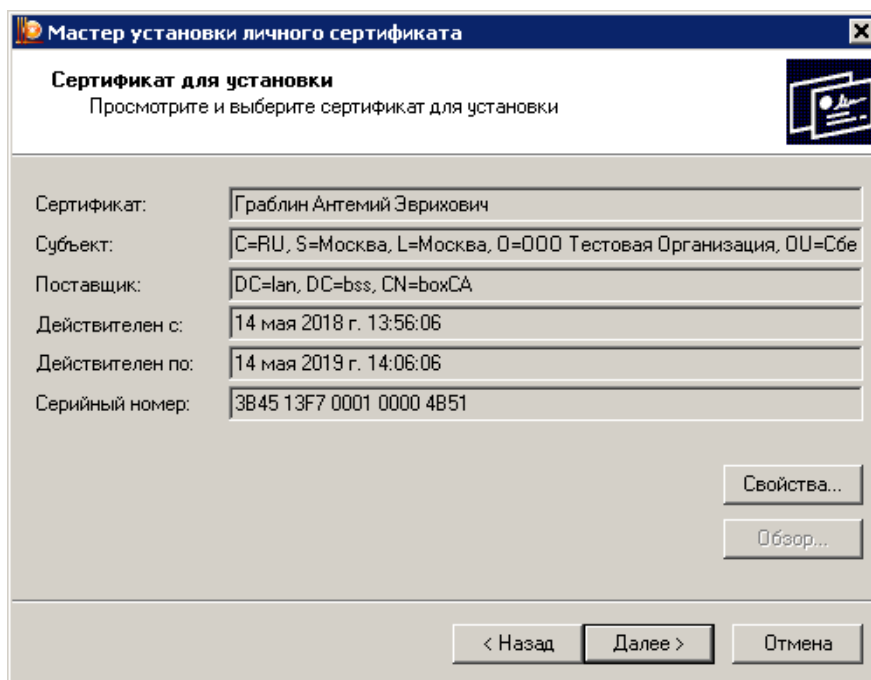 Мастер установки личного сертификата
Сертификат для установки
Просмотрите и выберите сертификат для установки
Сертификат: Граблин Антемий Эврихович
Субъект: C=RU, S=Москва, L=Москва, O=ООО Тестовая Организация, OU=Сбе
Поставщик: DC=lan, DC=bss, CN=boxCA
Действителен с: 14 мая 2018 г. 13:56:06
Действителен по: 14 мая 2019 г. 14:06:06
Серийный номер: 3B45 13F7 0001 0000 4B51
Свойства...
Обзор...
< Назад Далее > Отмена